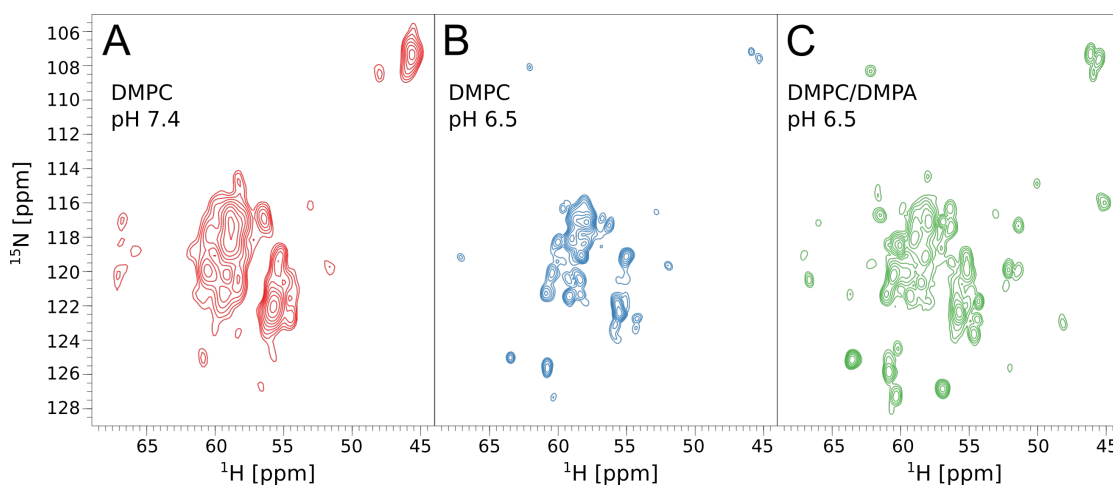 A
B
C
DMPC
pH 7.4
DMPC
pH 6.5
DMPC/DMPA
pH 6.5
15N [ppm]
106
108
110
112
114
116
118
120
122
124
126
128
65 60 55 50 45
65 60 55 50 45
65 60 55 50 45
1H [ppm]
1H [ppm]
1H [ppm]